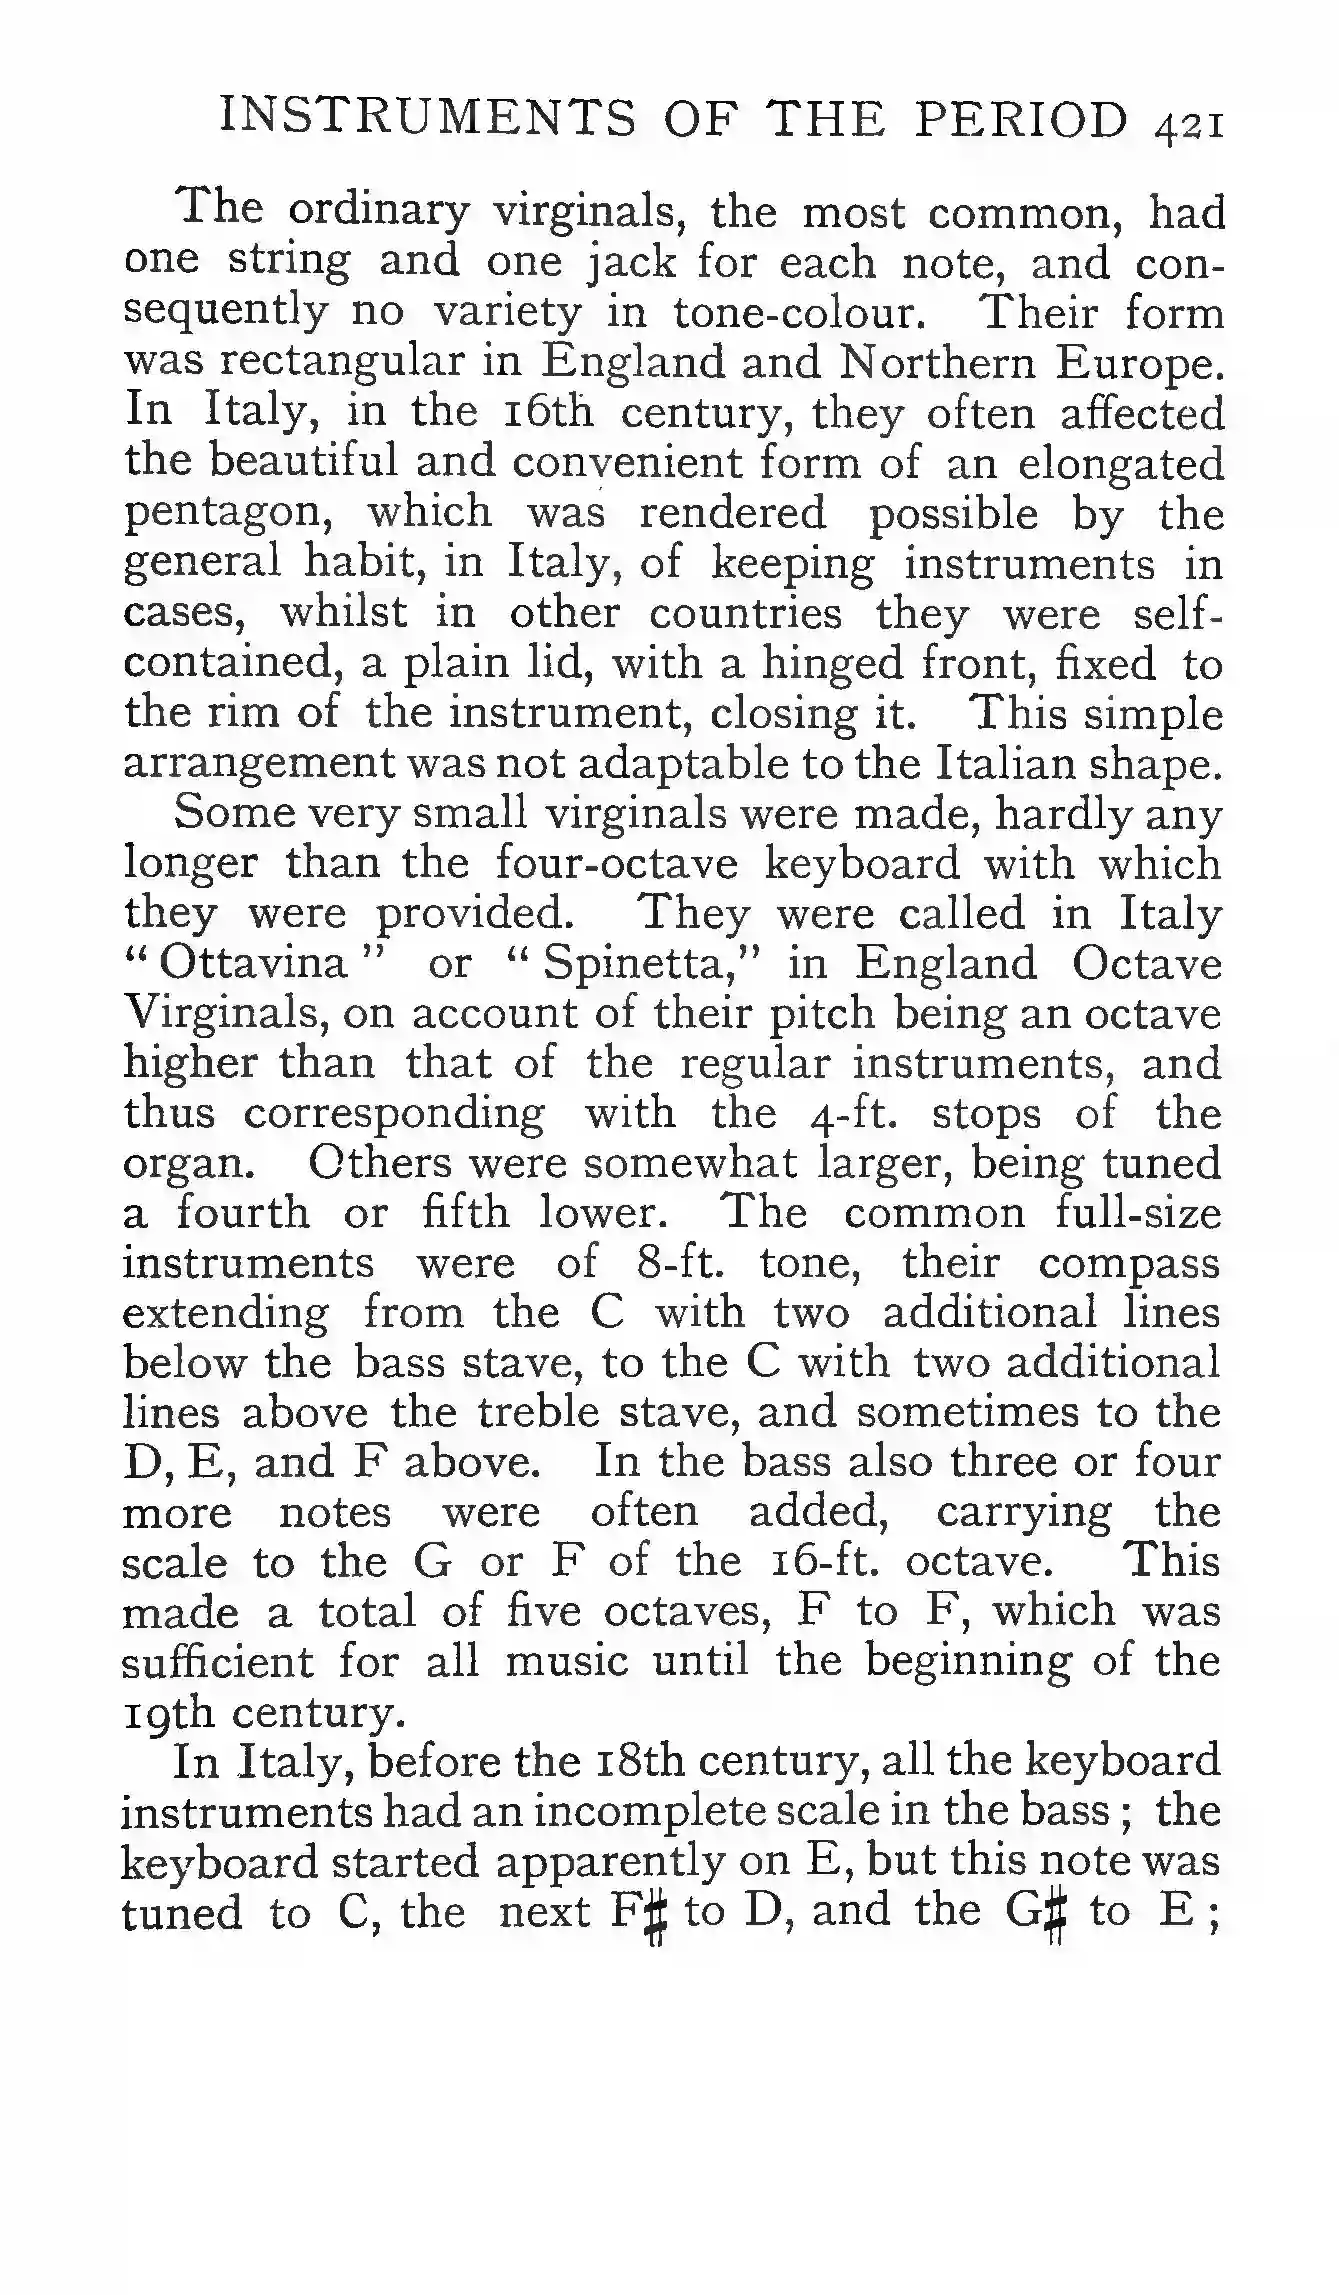 INSTRUMENTS OF THE PERIOD 421
The ordinary virginals, the most common, had
one string and one jack for each note, and con-
sequently no variety in tone-colour. Their form
was rectangular in England and Northern Europe.
In Italy, in the 16th century, they often affected
the beautiful and convenient form of an elongated
pentagon, which was rendered possible by the
general habit, in Italy, of keeping instruments in
cases, whilst in other countries they were self-
contained, a plain lid, with a hinged front, fixed to
the rim of the instrument, closing it. This simple
arrangement was not adaptable to the Italian shape.
Some very small virginals were made, hardly any
longer than the four-octave keyboard with which
they were provided. They were called in Italy
“ Ottavina ” or “ Spinetta,” in England Octave
Virginals, on account of their pitch being an octave
higher than that of the regular instruments, and
thus corresponding with the 4-ft. stops of the
organ. Others were somewhat larger, being tuned
a fourth or fifth lower. The common full-size
instruments were of 8-ft. tone, their compass
extending from the C with two additional lines
below the bass stave, to the C with two additional
lines above the treble stave, and sometimes to the
D, E, and F above. In the bass also three or four
more notes were often added, carrying the
scale to the G or F of the 16-ft. octave. This
made a total of five octaves, F to F, which was
sufficient for all music until the beginning of the
19th century.
In Italy, before the 18th century, all the keyboard
instruments had an incomplete scale in the bass ; the
keyboard started apparently on E, but this note was
tuned to C, the next F♯ to D, and the G♯ to E ;